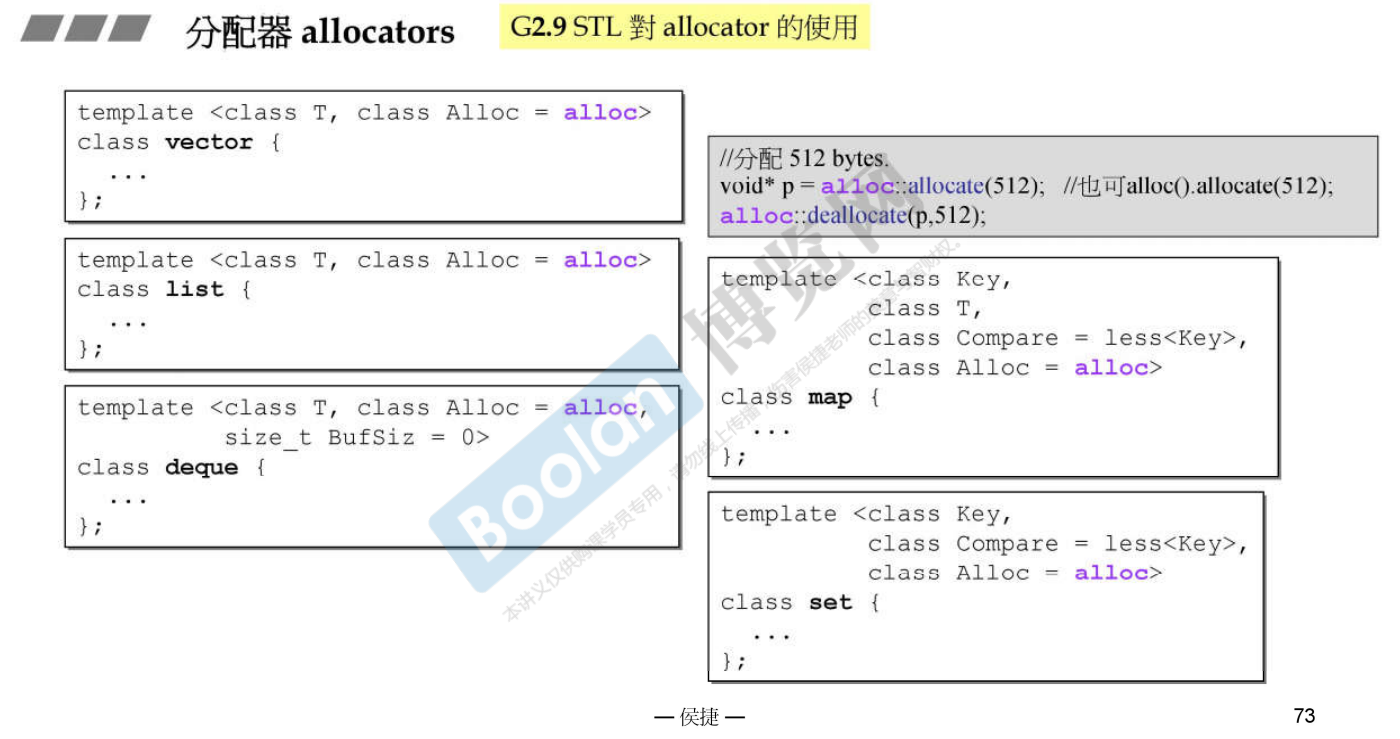 分配器 allocators
G2.9 STL 對 allocator 的使用
template <class T, class Alloc = alloc>
class vector {
...
};
template <class T, class Alloc = alloc>
class list {
...
};
template <class T, class Alloc = alloc,
size_t BufSiz = 0>
class deque {
...
};
//分配 512 bytes.
void* p = alloc::allocate(512); //也可alloc().allocate(512);
alloc::deallocate(p,512);
template <class Key,
class T,
class Compare = less<Key>,
class Alloc = alloc>
class map {
...
};
template <class Key,
class Compare = less<Key>,
class Alloc = alloc>
class set {
...
};
Boolan 博览网
本讲义仅供购课学员专用,请勿线上传播,伤害侯捷老师的
— 侯捷 —
73